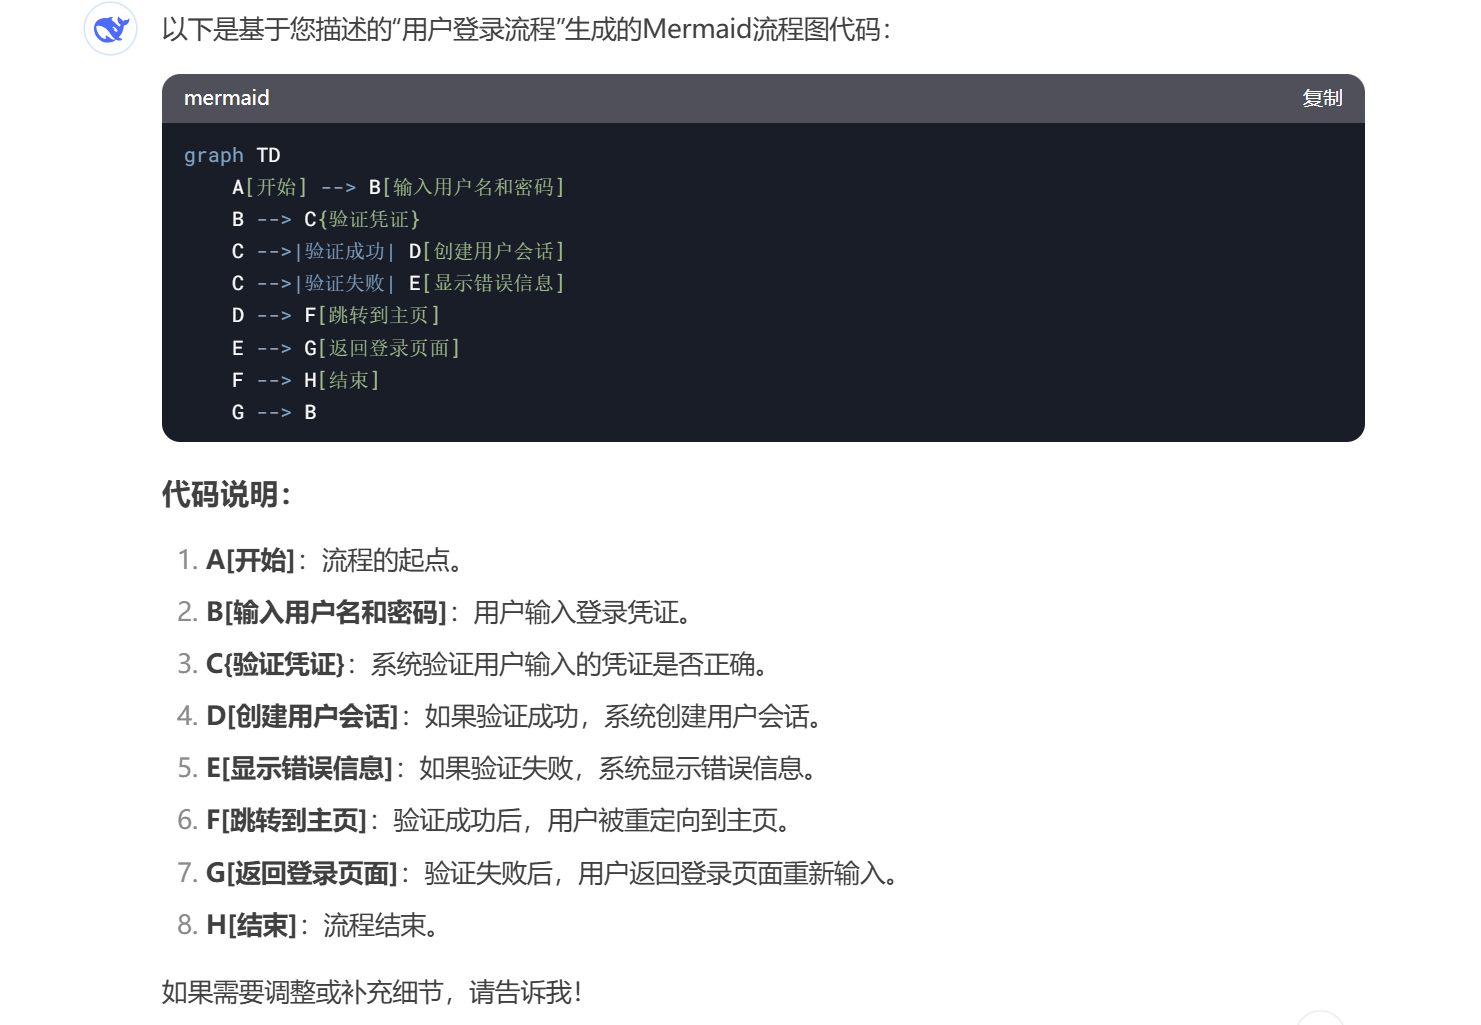 以下是基于您描述的“用户登录流程”生成的Mermaid流程图代码：
mermaid
复制
graph TD
    A[开始] --> B[输入用户名和密码]
    B --> C{验证凭证}
    C -->|验证成功| D[创建用户会话]
    C -->|验证失败| E[显示错误信息]
    D --> F[跳转到主页]
    E --> G[返回登录页面]
    F --> H[结束]
    G --> B
代码说明：
1. A[开始]：流程的起点。
2. B[输入用户名和密码]：用户输入登录凭证。
3. C{验证凭证}：系统验证用户输入的凭证是否正确。
4. D[创建用户会话]：如果验证成功，系统创建用户会话。
5. E[显示错误信息]：如果验证失败，系统显示错误信息。
6. F[跳转到主页]：验证成功后，用户被重定向到主页。
7. G[返回登录页面]：验证失败后，用户返回登录页面重新输入。
8. H[结束]：流程结束。
如果需要调整或补充细节，请告诉我！